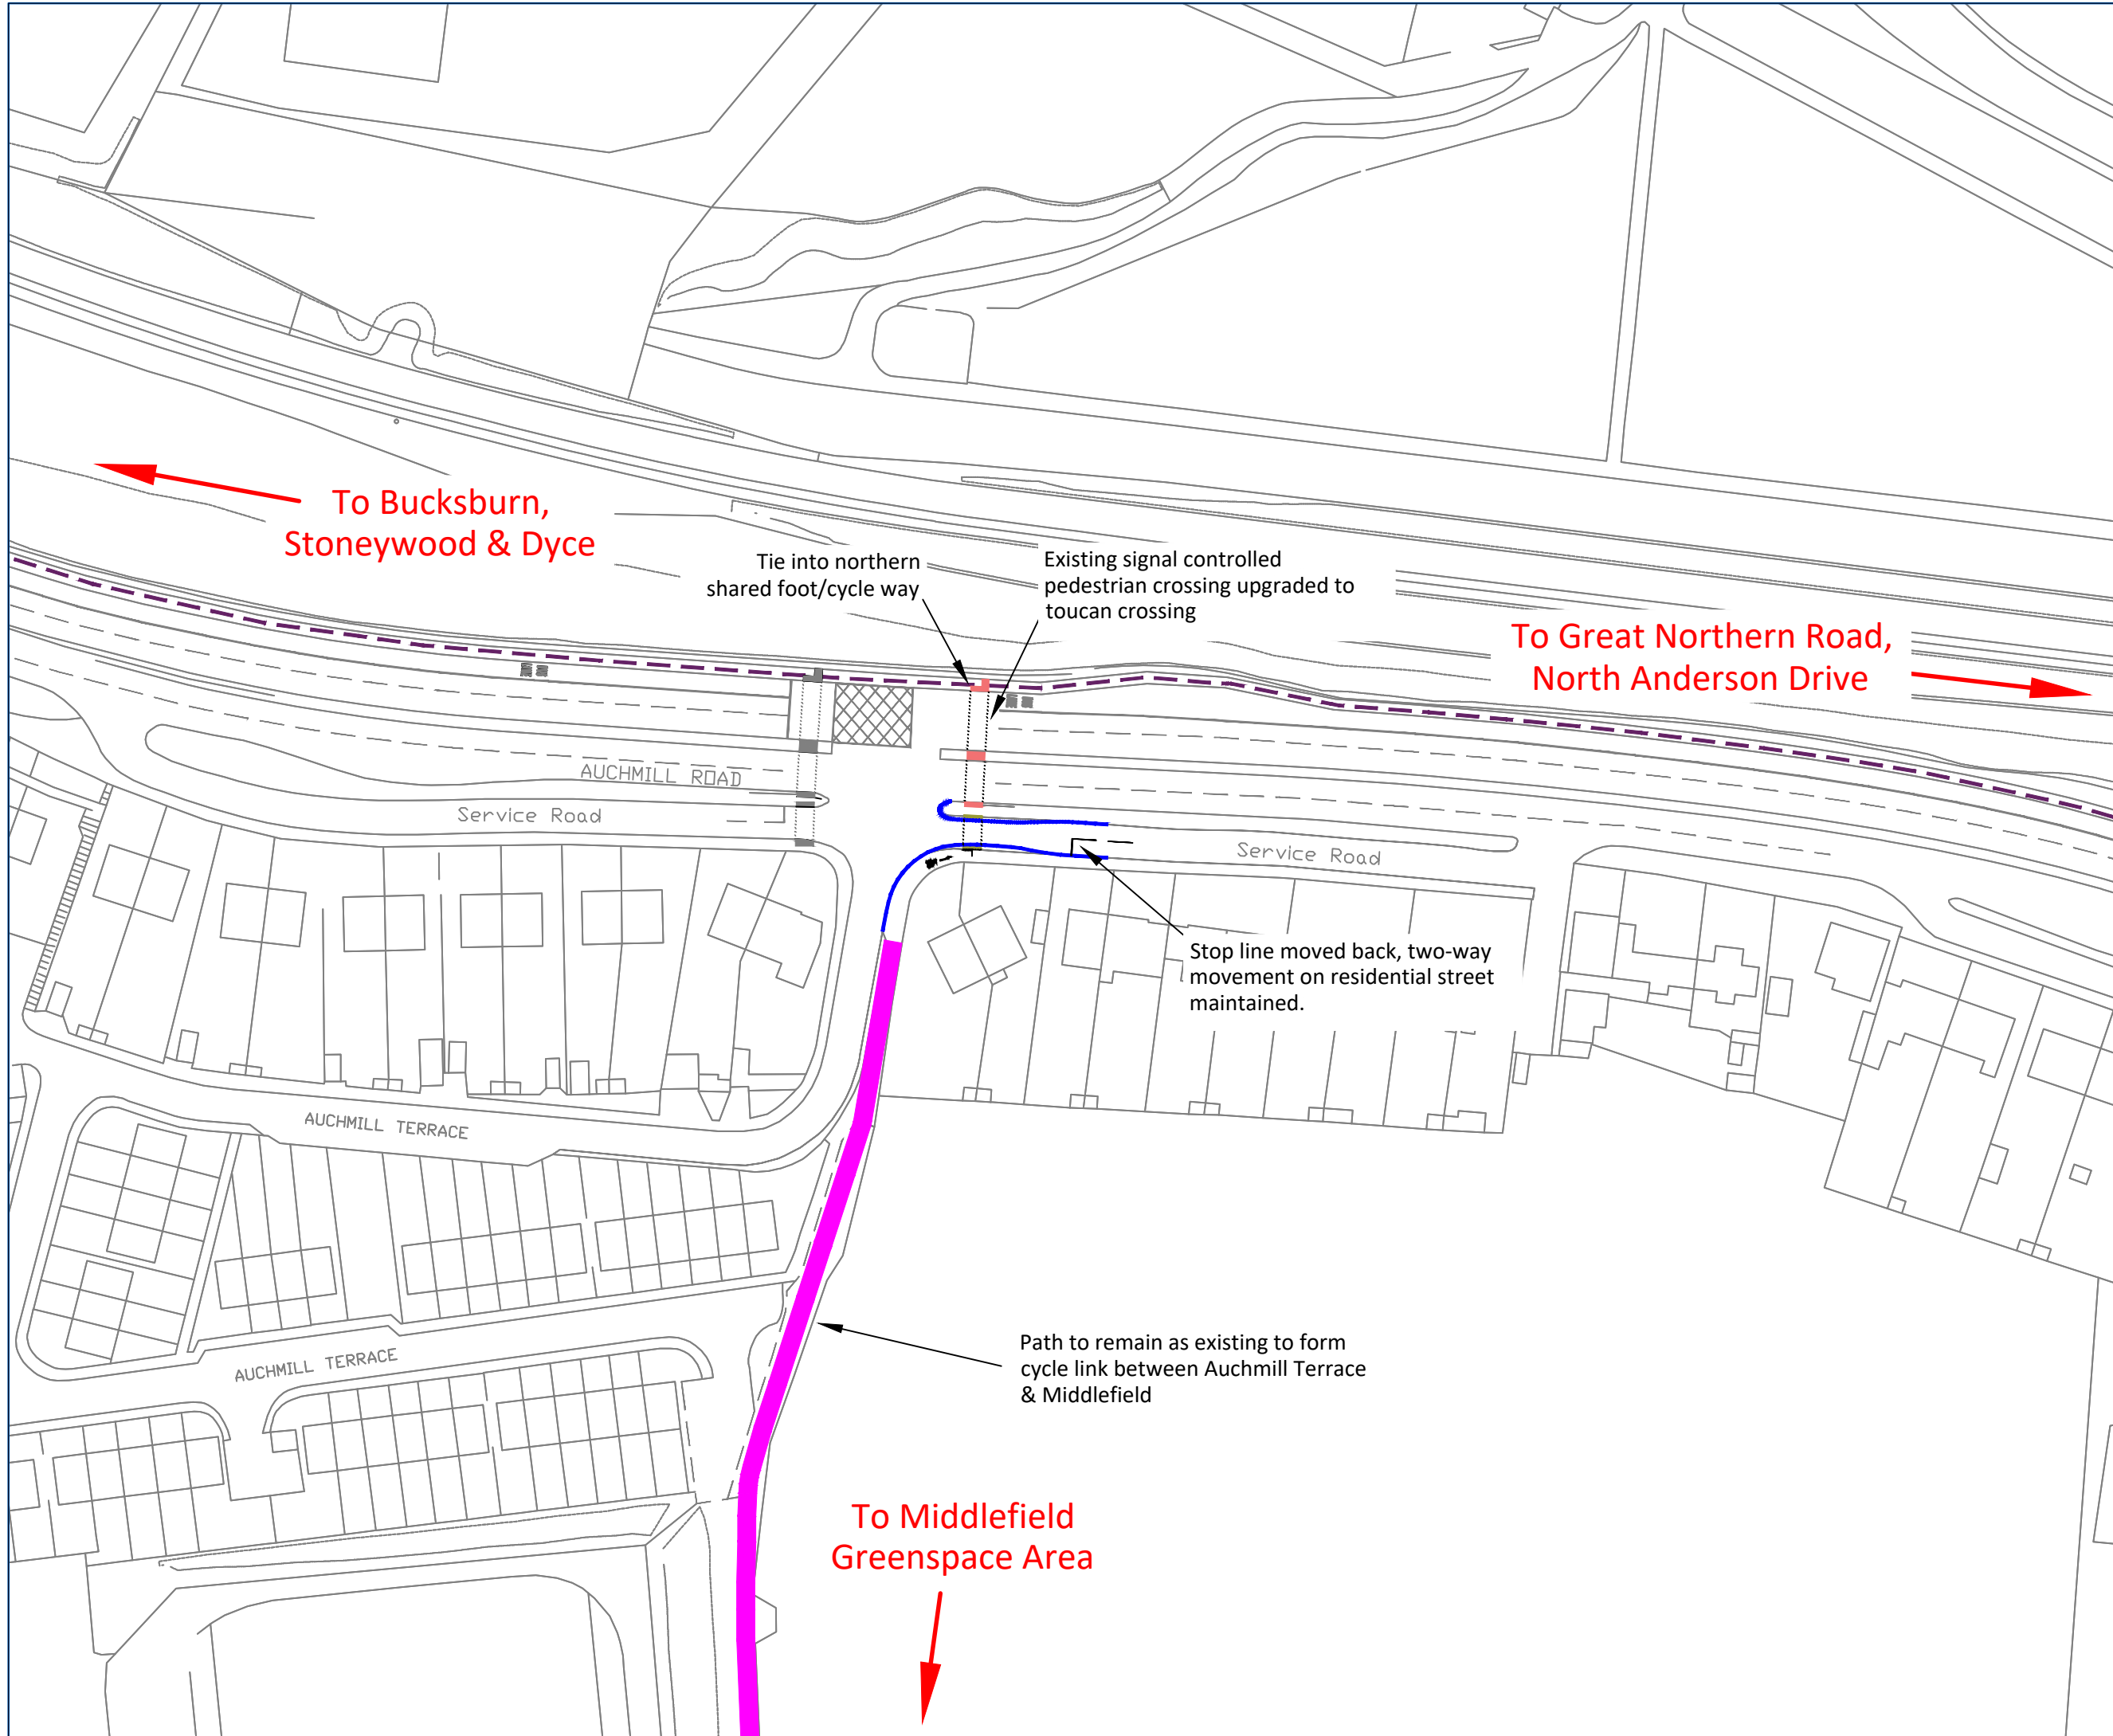 To Bucksburn,
Stoneywood & Dyce
Tie into northern
shared foot/cycle way
Existing signal controlled
pedestrian crossing upgraded to
toucan crossing
To Great Northern Road,
North Anderson Drive
AUCHMILL ROAD
Service Road
Service Road
Stop line moved back, two-way
movement on residential street
maintained.
AUCHMILL TERRACE
AUCHMILL TERRACE
Path to remain as existing to form
cycle link between Auchmill Terrace
& Middlefield
To Middlefield
Greenspace Area